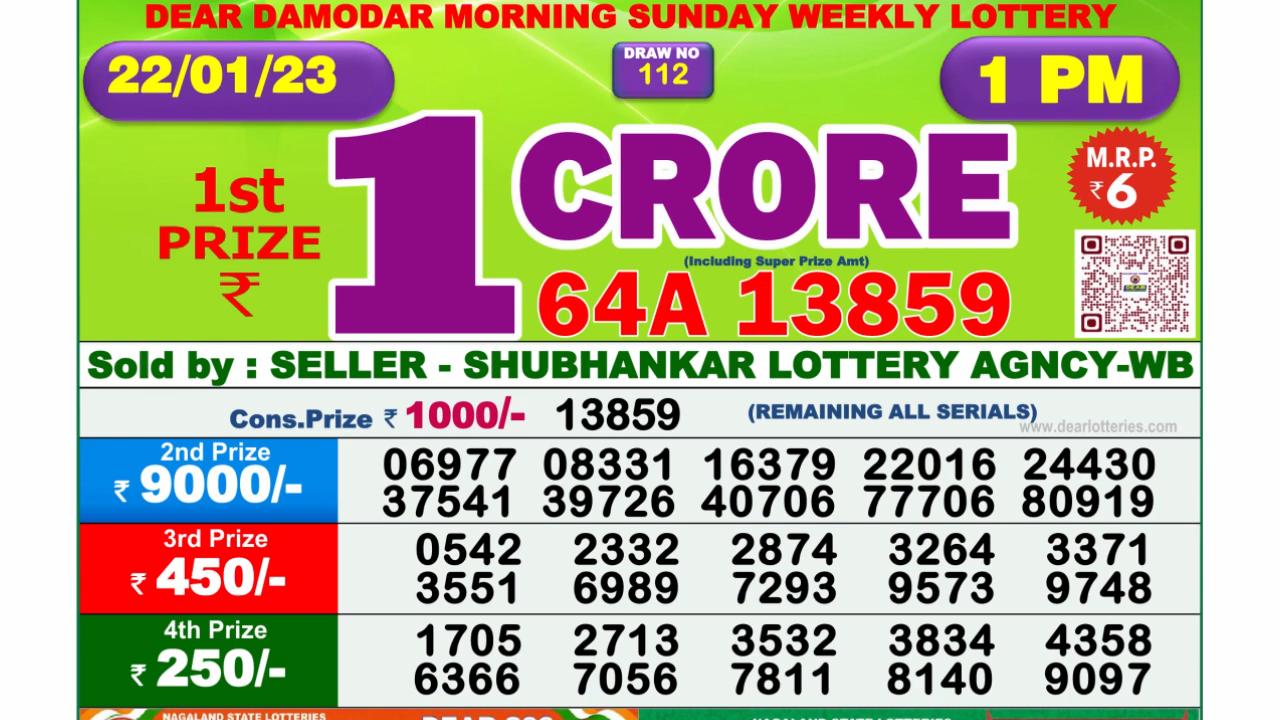 DEAR DAMODAR MORNING SUNDAY WEEKLY LOTTERY
22/01/23
DRAW NO
112
1 PM
1st
PRIZE
₹
1 CRORE
M.R.P.
₹6
(Including Super Prize Amt)
64A 13859
Sold by : SELLER - SHUBHANKAR LOTTERY AGNCY-WB
Cons.Prize ₹ 1000/- 13859 (REMAINING ALL SERIALS)
www.dearlotteries.com
2nd Prize
₹ 9000/-
06977 08331 16379 22016 24430
37541 39726 40706 77706 80919
3rd Prize
₹ 450/-
0542 2332 2874 3264 3371
3551 6989 7293 9573 9748
4th Prize
₹ 250/-
1705 2713 3532 3834 4358
6366 7056 7811 8140 9097
NAGALAND STATE LOTTERIES